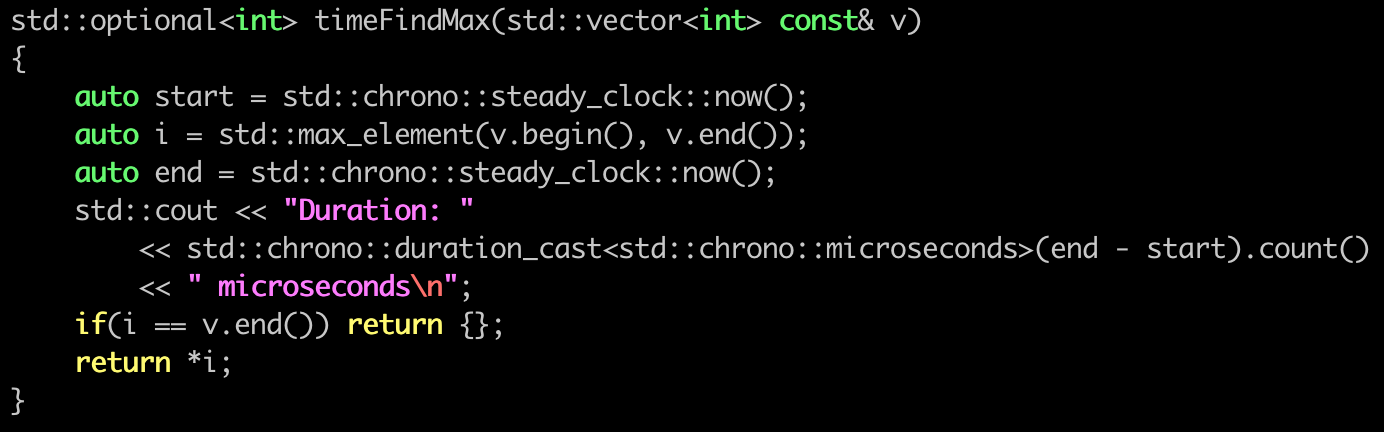 std::optional<int> timeFindMax(std::vector<int> const& v)
{
    auto start = std::chrono::steady_clock::now();
    auto i = std::max_element(v.begin(), v.end());
    auto end = std::chrono::steady_clock::now();
    std::cout << "Duration: "
        << std::chrono::duration_cast<std::chrono::microseconds>(end - start).count()
        << " microseconds\n";
    if(i == v.end()) return {};
    return *i;
}